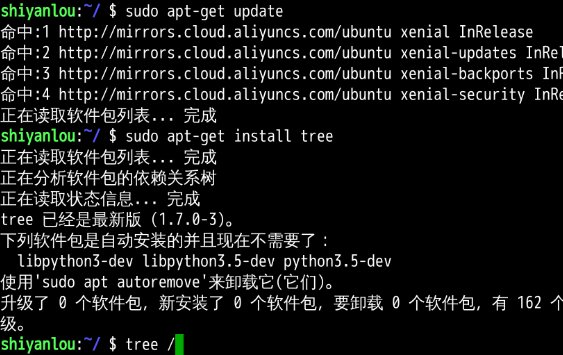 shiyanlou:~/ $ sudo apt-get update
命中:1 http://mirrors.cloud.aliyuncs.com/ubuntu xenial InRelease
命中:2 http://mirrors.cloud.aliyuncs.com/ubuntu xenial-updates InRel
命中:3 http://mirrors.cloud.aliyuncs.com/ubuntu xenial-backports InR
命中:4 http://mirrors.cloud.aliyuncs.com/ubuntu xenial-security InRe
正在读取软件包列表... 完成
shiyanlou:~/ $ sudo apt-get install tree
正在读取软件包列表... 完成
正在分析软件包的依赖关系树
正在读取状态信息... 完成
tree 已经是最新版 (1.7.0-3)。
下列软件包是自动安装的并且现在不需要了：
  libpython3-dev libpython3.5-dev python3.5-dev
使用'sudo apt autoremove'来卸载它(它们)。
升级了 0 个软件包，新安装了 0 个软件包，要卸载 0 个软件包，有 162 个
级。
shiyanlou:~/ $ tree /